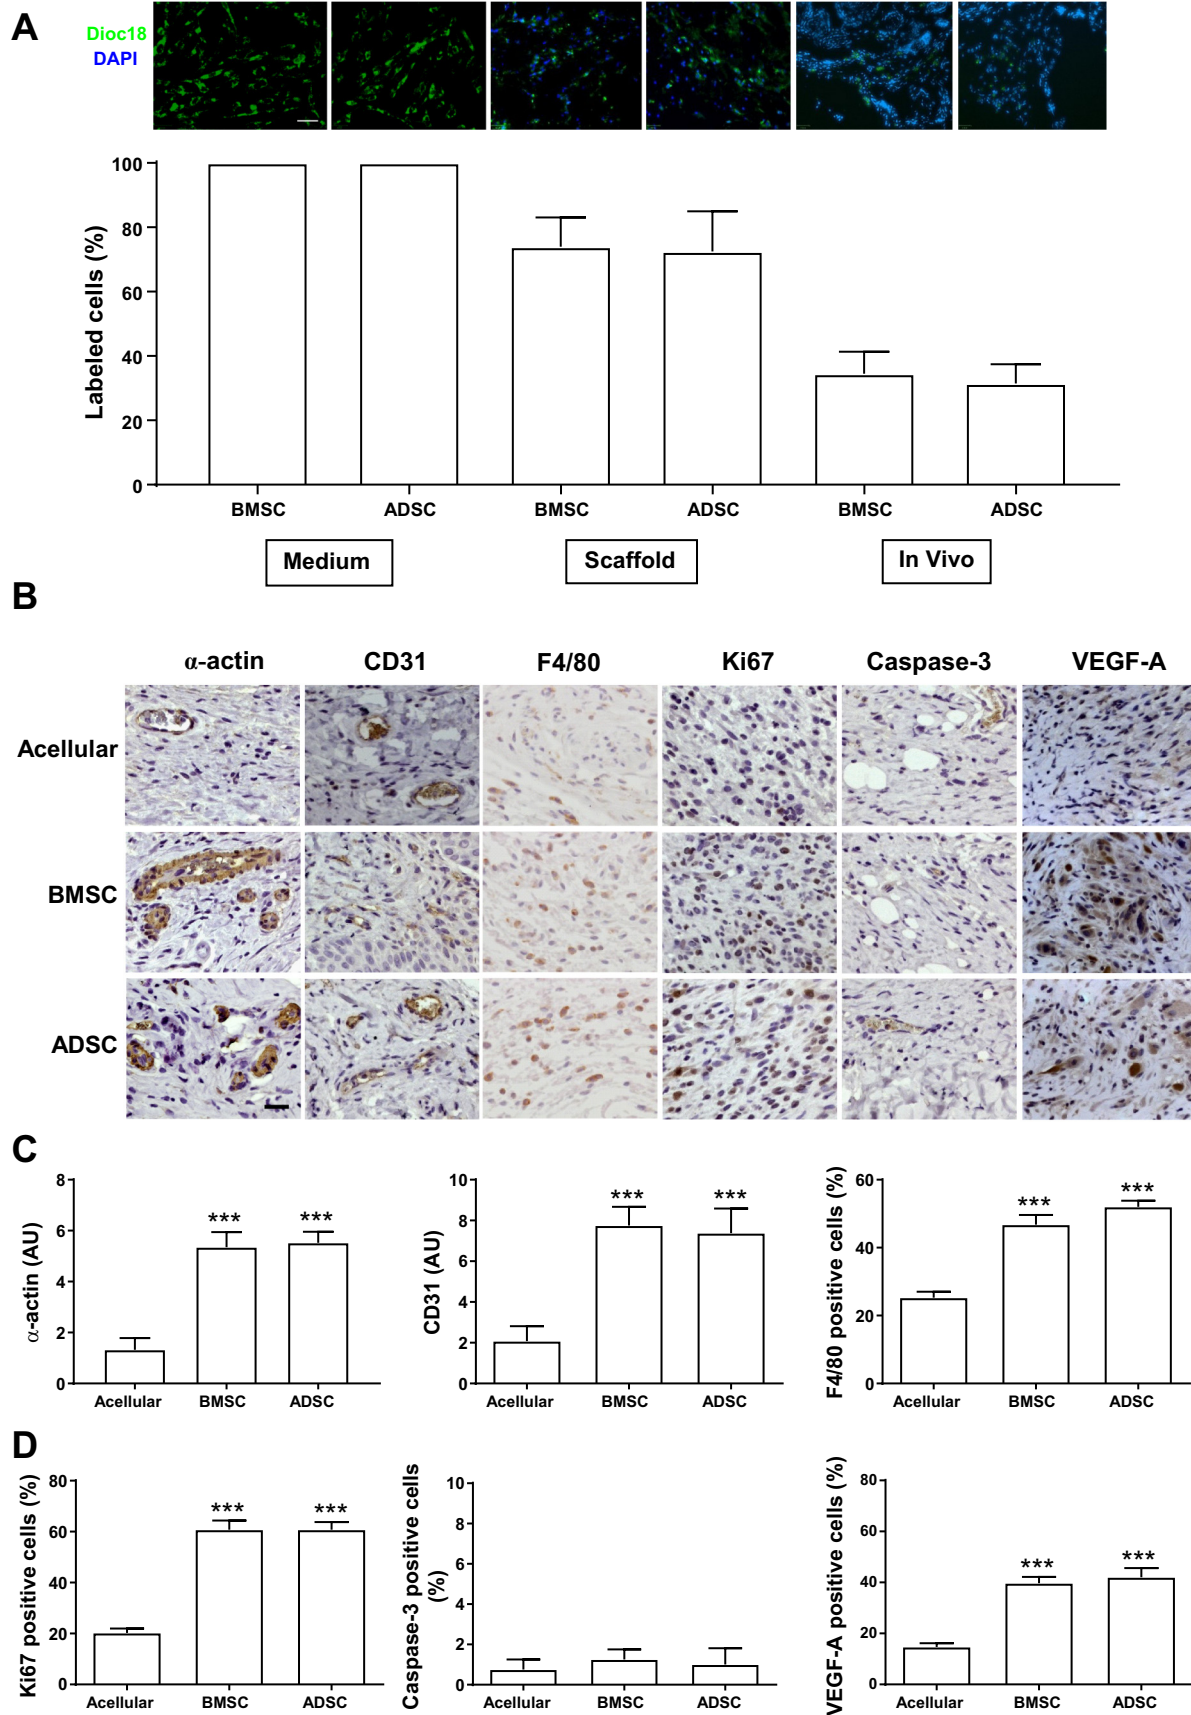 A
Dioc18
DAPI
Labeled cells (%)
100
80
60
40
20
0
BMSC
ADSC
BMSC
ADSC
BMSC
ADSC
Medium
Scaffold
In Vivo
B
α-actin
CD31
F4/80
Ki67
Caspase-3
VEGF-A
Acellular
BMSC
ADSC
C
α-actin (AU)
8
6
4
2
0
***
***
Acellular
BMSC
ADSC
CD31 (AU)
10
8
6
4
2
0
***
***
Acellular
BMSC
ADSC
F4/80 positive cells (%)
60
40
20
0
***
***
Acellular
BMSC
ADSC
D
Ki67 positive cells (%)
80
60
40
20
0
***
***
Acellular
BMSC
ADSC
Caspase-3 positive cells
(%)
10
8
6
4
2
0
Acellular
BMSC
ADSC
VEGF-A positive cells (%)
80
60
40
20
0
***
***
Acellular
BMSC
ADSC